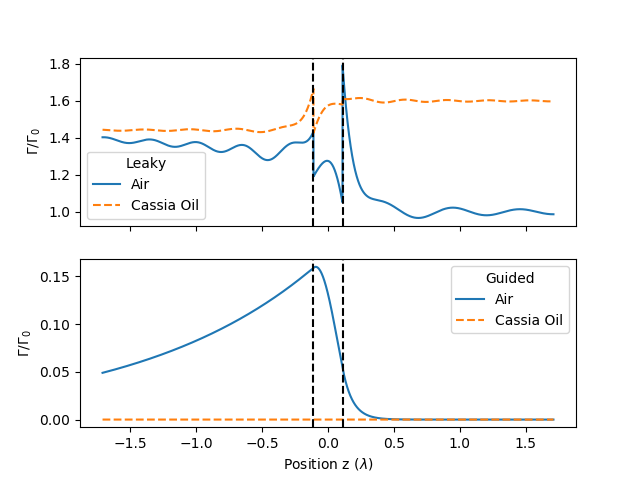 1.8
1.6
1.4
1.2
1.0
Γ/Γ₀
Leaky
Air
Cassia Oil
0.15
0.10
0.05
0.00
Γ/Γ₀
Guided
Air
Cassia Oil
−1.5 −1.0 −0.5 0.0 0.5 1.0 1.5
Position z (λ)